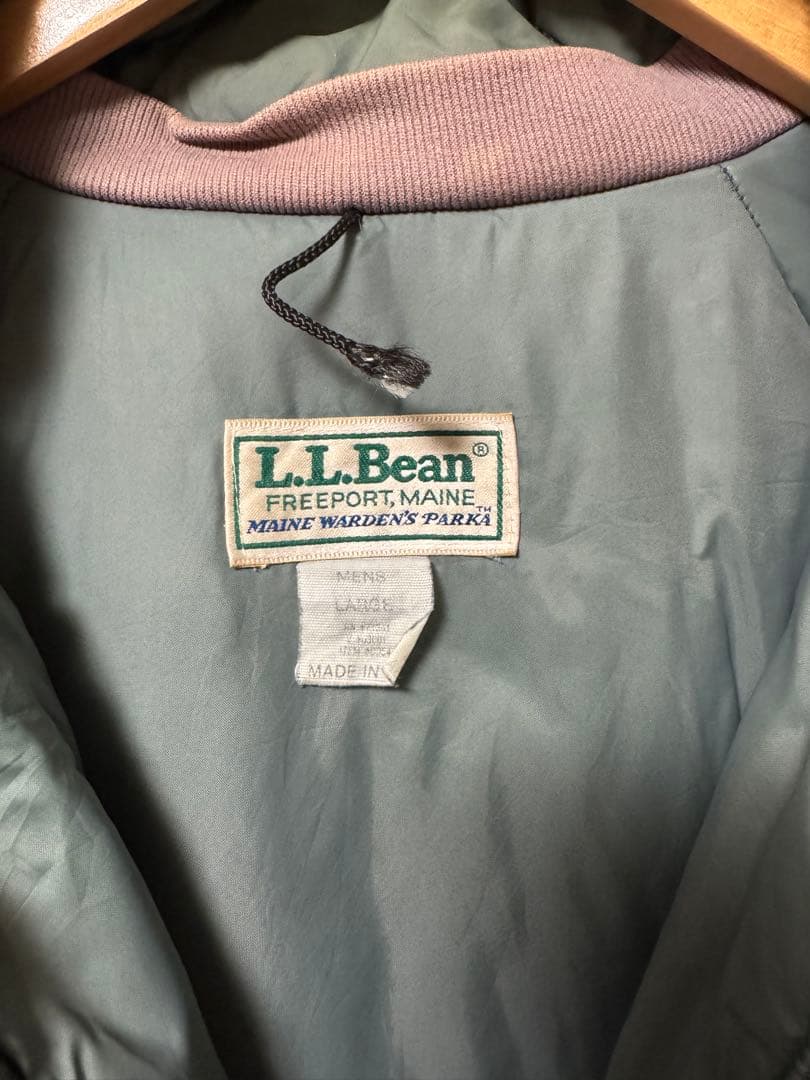 L.L.Bean®
FREEPORT, MAINE
MAINE WARDEN'S PARKA™
MENS
LARGE
MADE IN